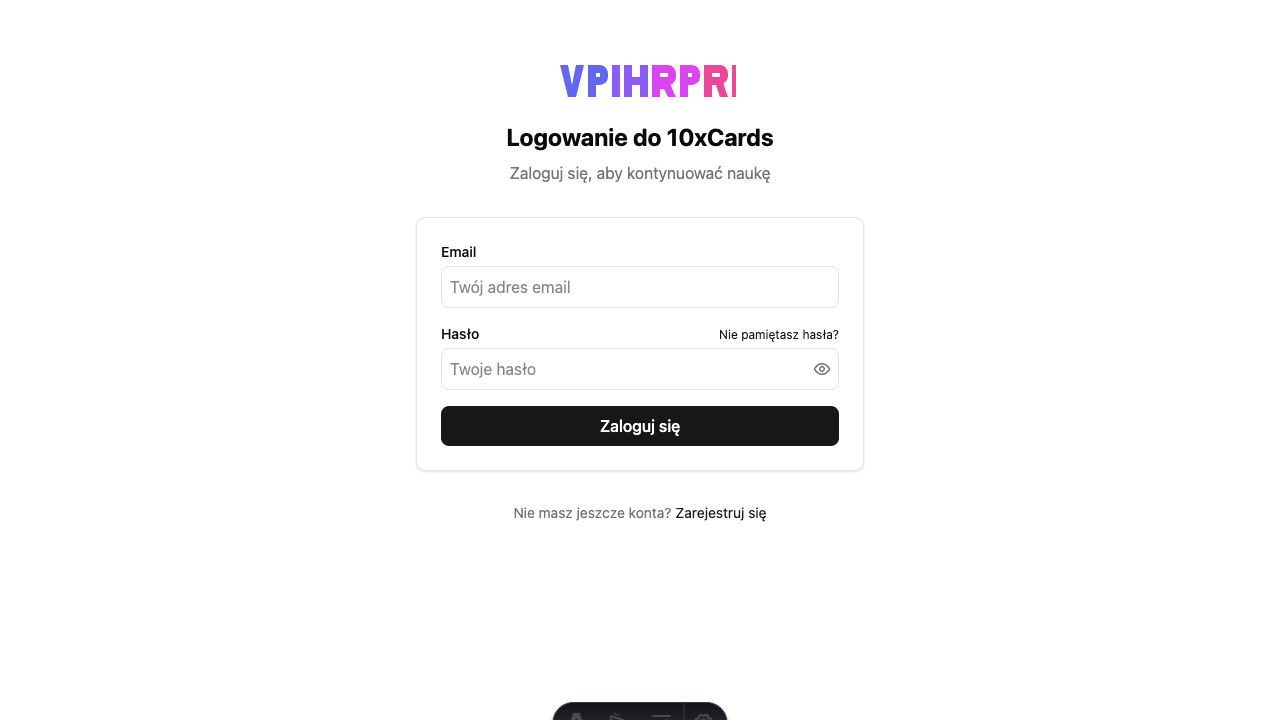 VPIHRPRI
Logowanie do 10xCards
Zaloguj się, aby kontynuować naukę
Email
Twój adres email
Hasło
Nie pamiętasz hasła?
Twoje hasło
Zaloguj się
Nie masz jeszcze konta? Zarejestruj się